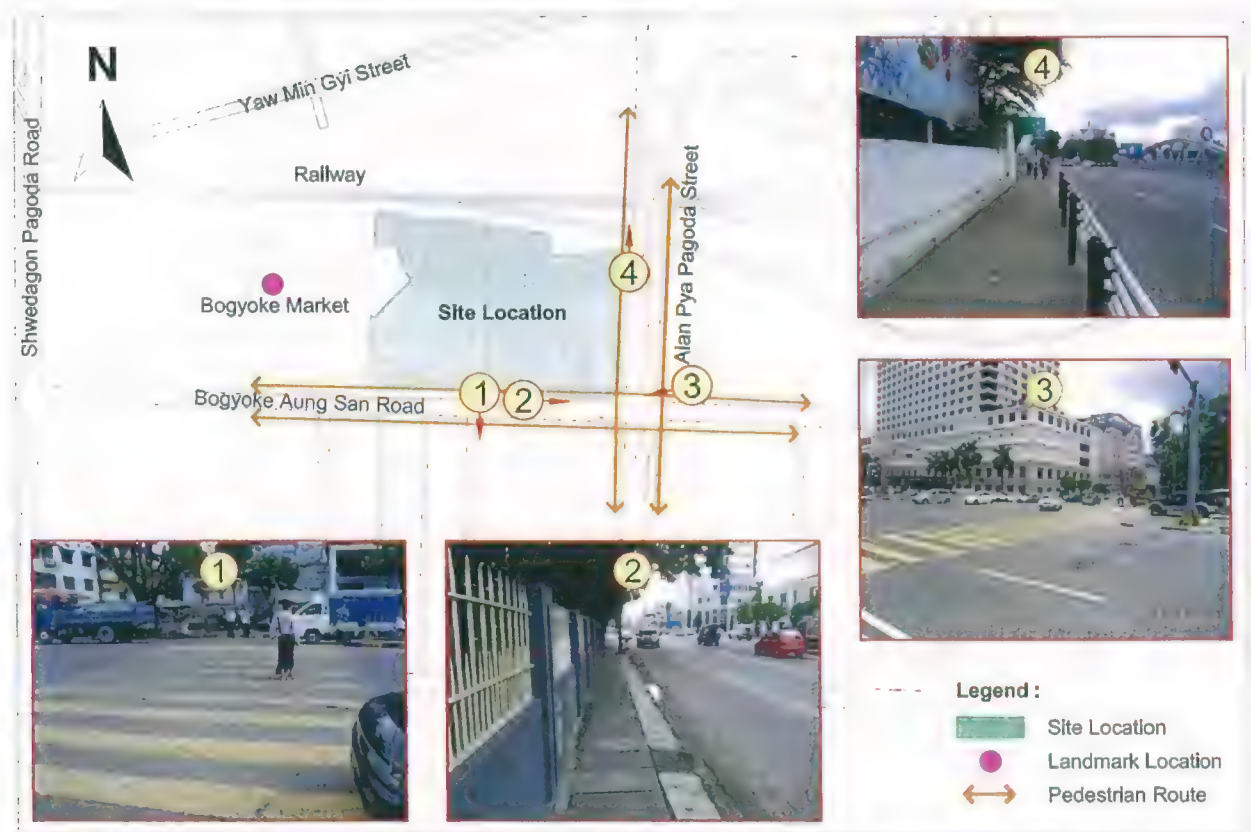 N
Yaw Min Gyi Street
Shwedagon Pagoda Road
Railway
Alan Pya Pagoda Street
4
4
Bogyoke Market
Site Location
3
3
1
2
Bogyoke Aung San Road
1
2
Legend :
Site Location
Landmark Location
Pedestrian Route